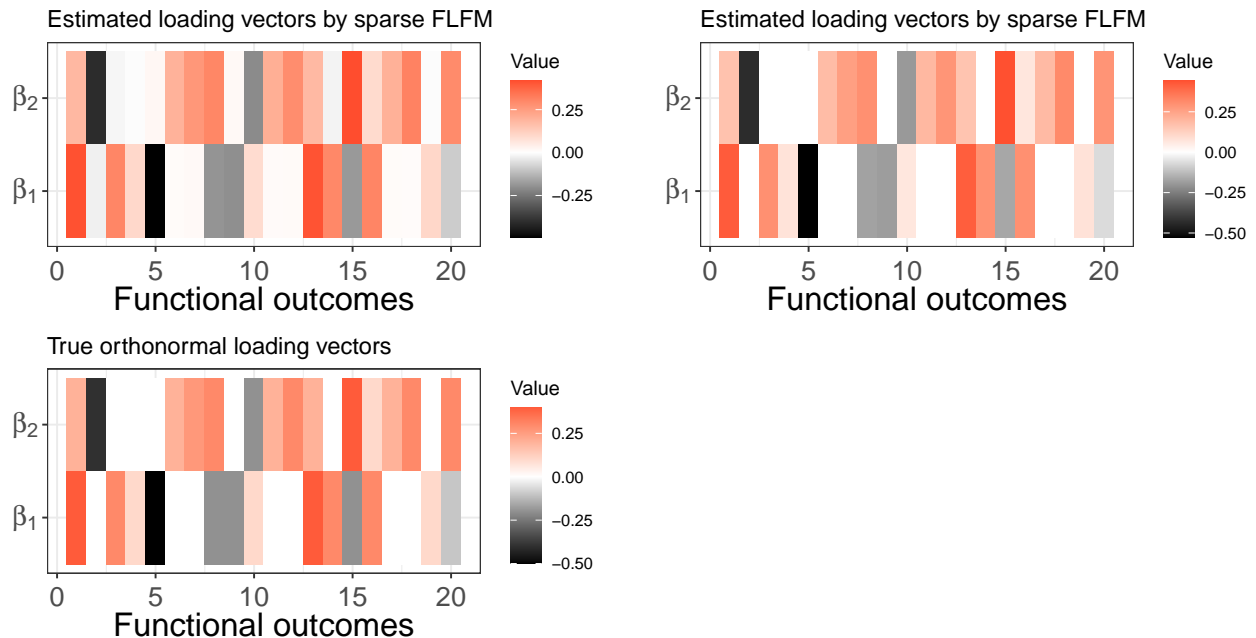 Estimated loading vectors by sparse FLFM
Value
0.25
0.00
−0.25
β2
β1
0
5
10
15
20
Functional outcomes
Estimated loading vectors by sparse FLFM
Value
0.25
0.00
−0.25
−0.50
β2
β1
0
5
10
15
20
Functional outcomes
True orthonormal loading vectors
Value
0.25
0.00
−0.25
−0.50
β2
β1
0
5
10
15
20
Functional outcomes